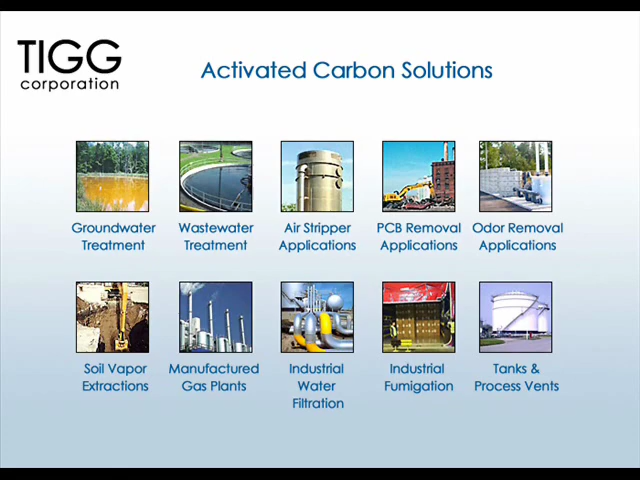 TIGG
corporation
Activated Carbon Solutions
Groundwater
Treatment
Wastewater
Treatment
Air Stripper
Applications
PCB Removal
Applications
Odor Removal
Applications
Soil Vapor
Extractions
Manufactured
Gas Plants
Industrial
Water
Filtration
Industrial
Fumigation
Tanks &
Process Vents